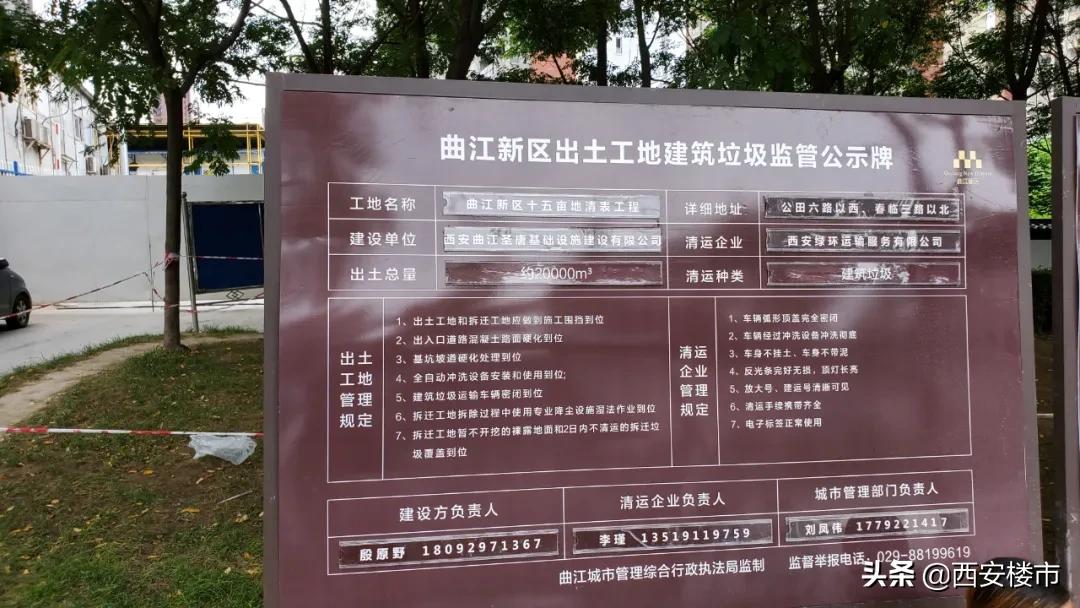 曲江新区出土工地建筑垃圾监管公示牌
曲江新区
工地名称 曲江新区十五亩地清表工程 详细地址 公田六路以西、春临三路以北
建设单位 西安曲江圣唐基础设施建设有限公司 清运企业 西安绿环运输服务有限公司
出土总量 约20000m³ 清运种类 建筑垃圾
出土
工地
管理
规定
1、出土工地和拆迁工地应做到施工围挡到位
2、出入口道路混凝土路面硬化到位
3、基坑坡道硬化处理到位
4、全自动冲洗设备安装和使用到位;
5、建筑垃圾运输车辆密闭到位
6、拆迁工地拆除过程中使用专业降尘设施湿法作业到位
7、拆迁工地暂不开挖的裸露地面和2日内不清运的拆迁垃
圾覆盖到位
清运
企业
管理
规定
1、车辆弧形顶盖完全密闭
2、车辆经过冲洗设备冲洗彻底
3、车身不挂土、车身不带泥
4、反光条完好无损，顶灯长亮
5、放大号、建运号清晰可见
6、清运手续携带齐全
7、电子标签正常使用
建设方负责人 清运企业负责人 城市管理部门负责人
殷原野 18092971367 李瑾 13519119759 刘凤伟 1779221417
曲江城市管理综合行政执法局监制 监督举报电话：029-88199619
头条 @西安楼市